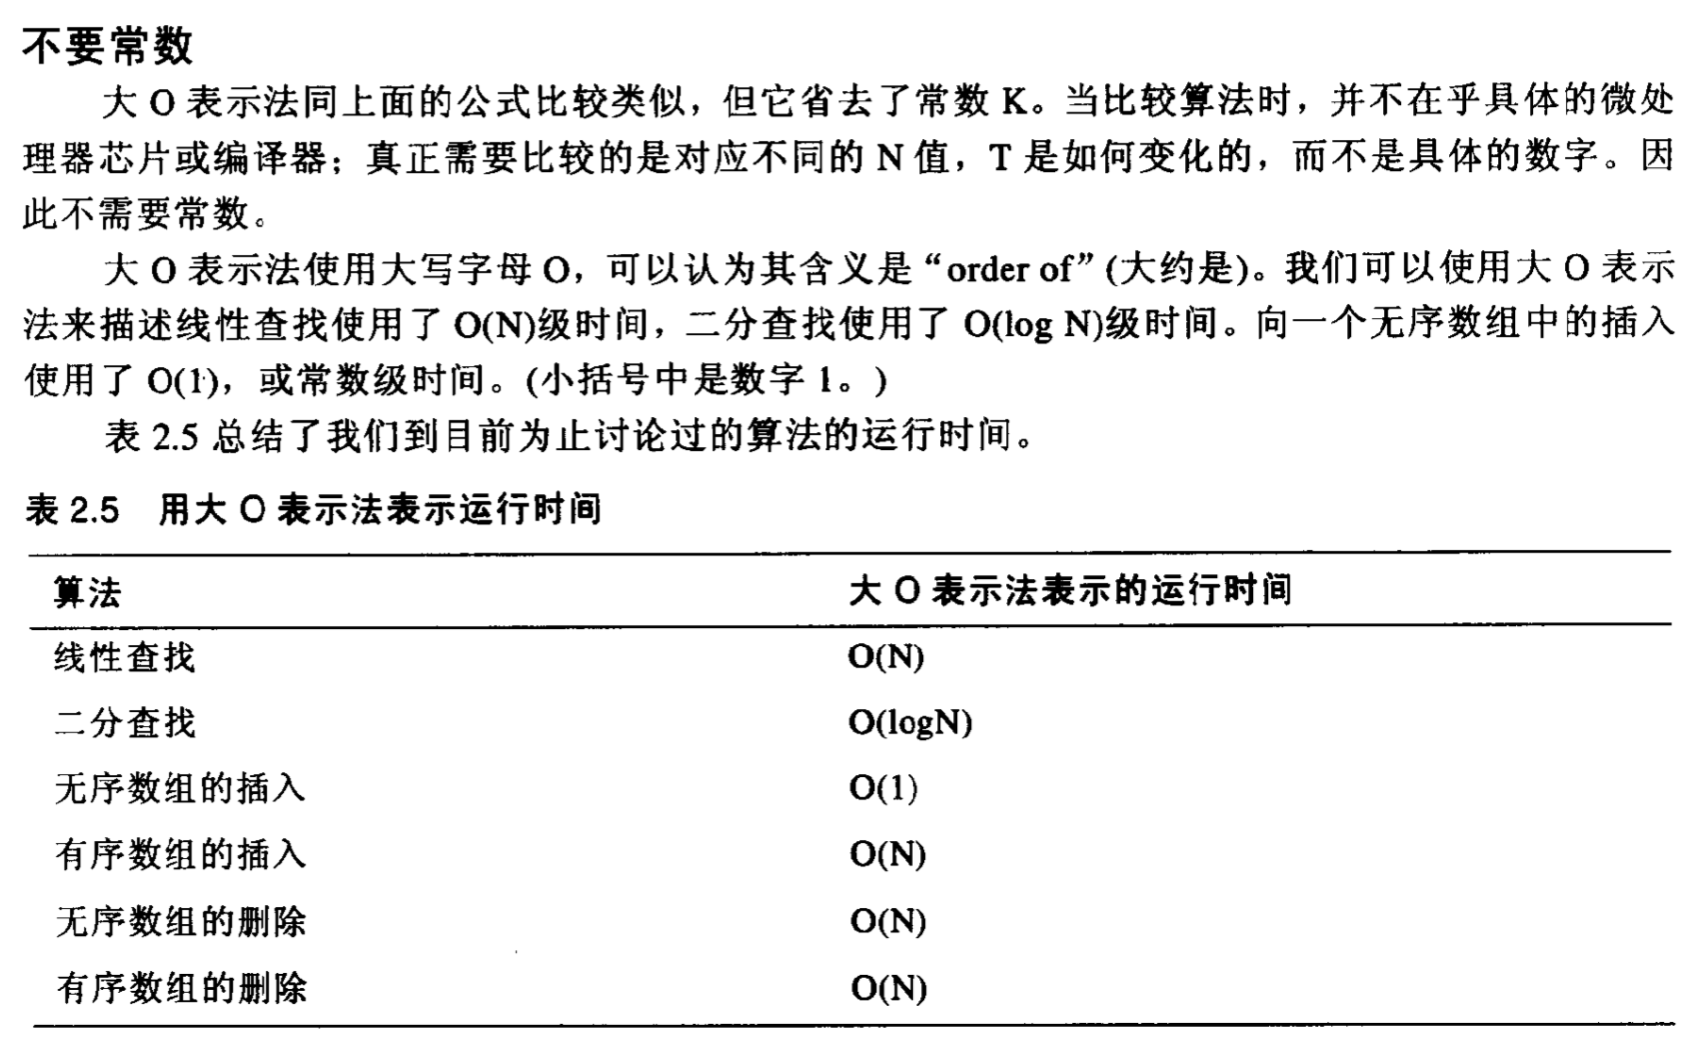 不要常数
大 O 表示法同上面的公式比较类似，但它省去了常数 K。当比较算法时，并不在乎具体的微处
理器芯片或编译器；真正需要比较的是对应不同的 N 值，T 是如何变化的，而不是具体的数字。因
此不需要常数。
大 O 表示法使用大写字母 O，可以认为其含义是“order of”(大约是)。我们可以使用大 O 表示
法来描述线性查找使用了 O(N)级时间，二分查找使用了 O(log N)级时间。向一个无序数组中的插入
使用了 O(1)，或常数级时间。(小括号中是数字 1。)
表 2.5 总结了我们到目前为止讨论过的算法的运行时间。
表 2.5 用大 O 表示法表示运行时间
算法 大 O 表示法表示的运行时间
线性查找 O(N)
二分查找 O(logN)
无序数组的插入 O(1)
有序数组的插入 O(N)
无序数组的删除 O(N)
有序数组的删除 O(N)